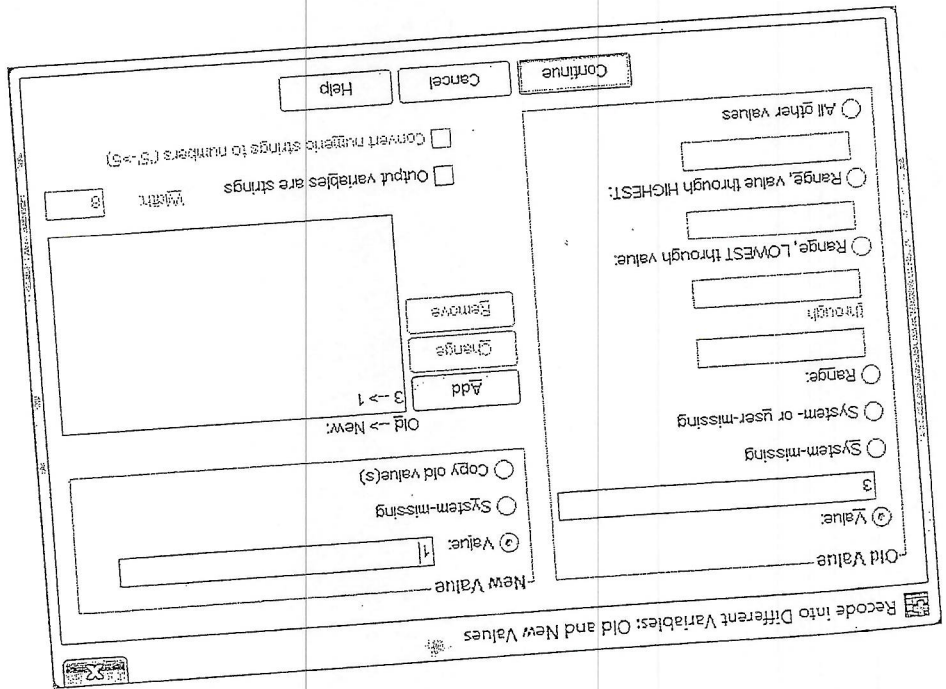 Recode into Different Variables: Old and New Values
Old Value
Value:
3
System-missing
System- or user-missing
Range:
through
Range, LOWEST through value:
Range, value through HIGHEST:
All other values
New Value
Value: 1
System-missing
Copy old value(s)
Old --> New:
3 --> 1
Add
Change
Remove
Output variables are strings Width: 8
Convert numeric strings to numbers ('5'->5)
Continue Cancel Help